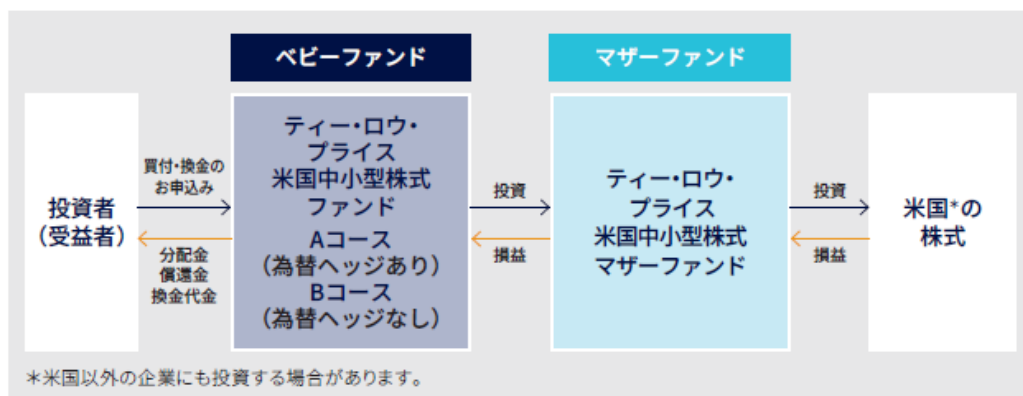 ベビーファンド
マザーファンド
投資者
（受益者）
買付・換金の
お申込み
分配金
償還金
換金代金
ティー・ロウ・
プライス
米国中小型株式
ファンド
Aコース
（為替ヘッジあり）
Bコース
（為替ヘッジなし）
投資
損益
ティー・ロウ・
プライス
米国中小型株式
マザーファンド
投資
損益
米国*の
株式
＊米国以外の企業にも投資する場合があります。